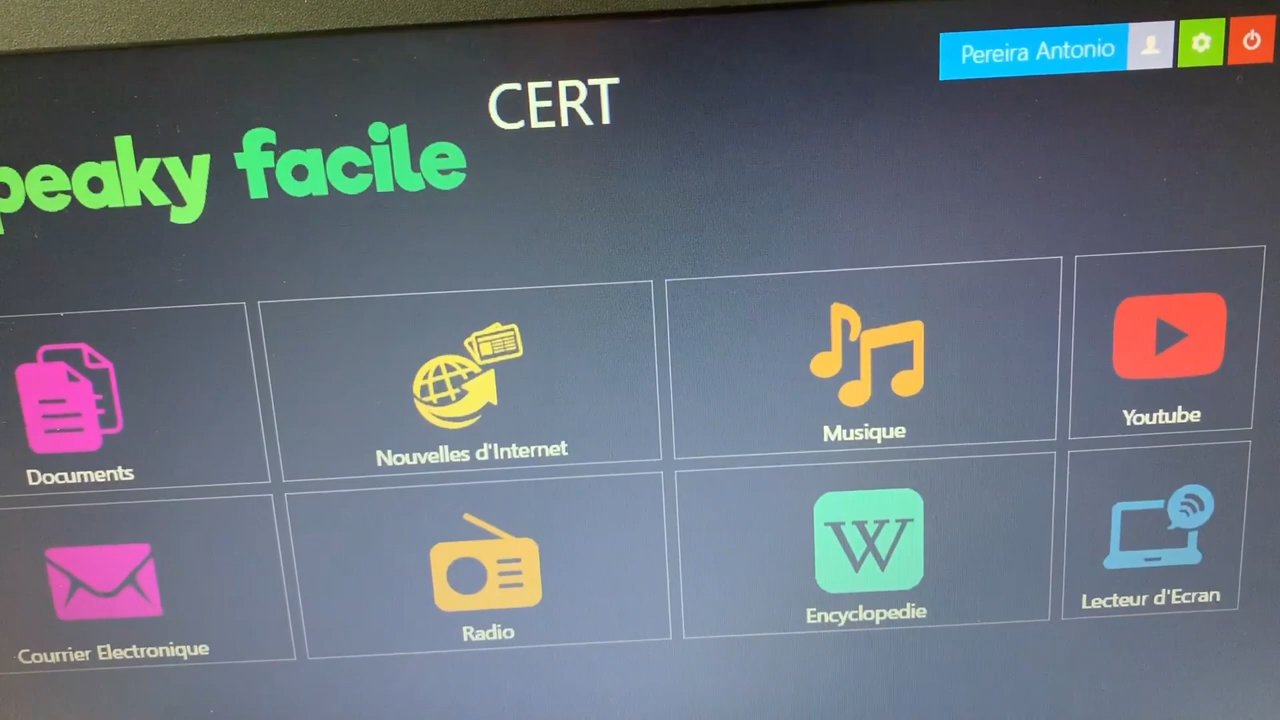 Pereira Antonio
CERT
peaky facile
Documents
Nouvelles d'Internet
Musique
Youtube
Courrier Electronique
Radio
W
Encyclopedie
Lecteur d'Ecran